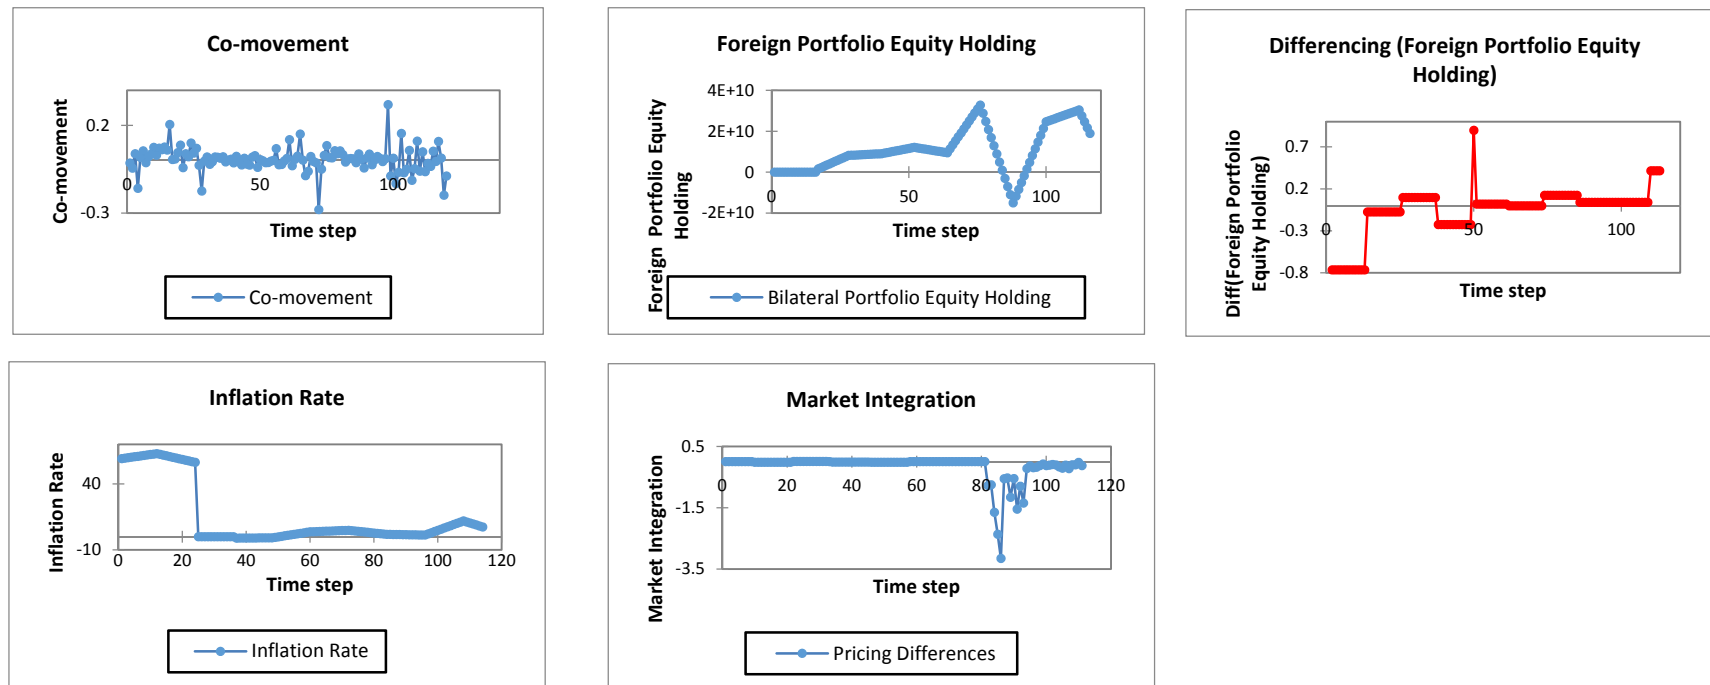 Co-movement
Co-movement
0.2
-0.3
0
50
100
Time step
Co-movement
Foreign Portfolio Equity Holding
Foreign Portfolio Equity
Holding
4E+10
2E+10
0
-2E+10
0
50
100
Time step
Bilateral Portfolio Equity Holding
Differencing (Foreign Portfolio Equity
Holding)
Diff(Foreign Portfolio
Equity Holding)
0.7
0.2
-0.3
-0.8
0
50
100
Time step
Inflation Rate
Inflation Rate
40
-10
0
20
40
60
80
100
120
Time step
Inflation Rate
Market Integration
Market Integration
0.5
-1.5
-3.5
0
20
40
60
80
100
120
Time step
Pricing Differences